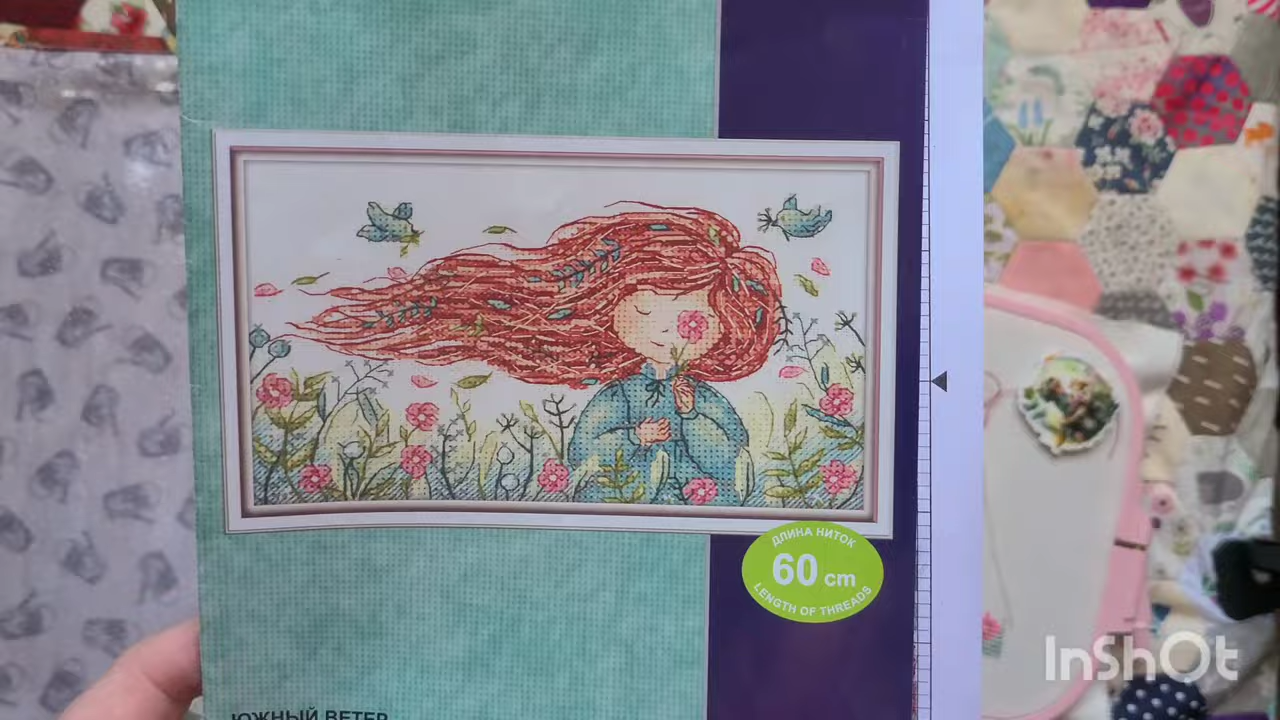 ДЛИНА НИТОК
60 cm
LENGTH OF THREADS
ЮЖНЫЙ ВЕТЕР
InShOt